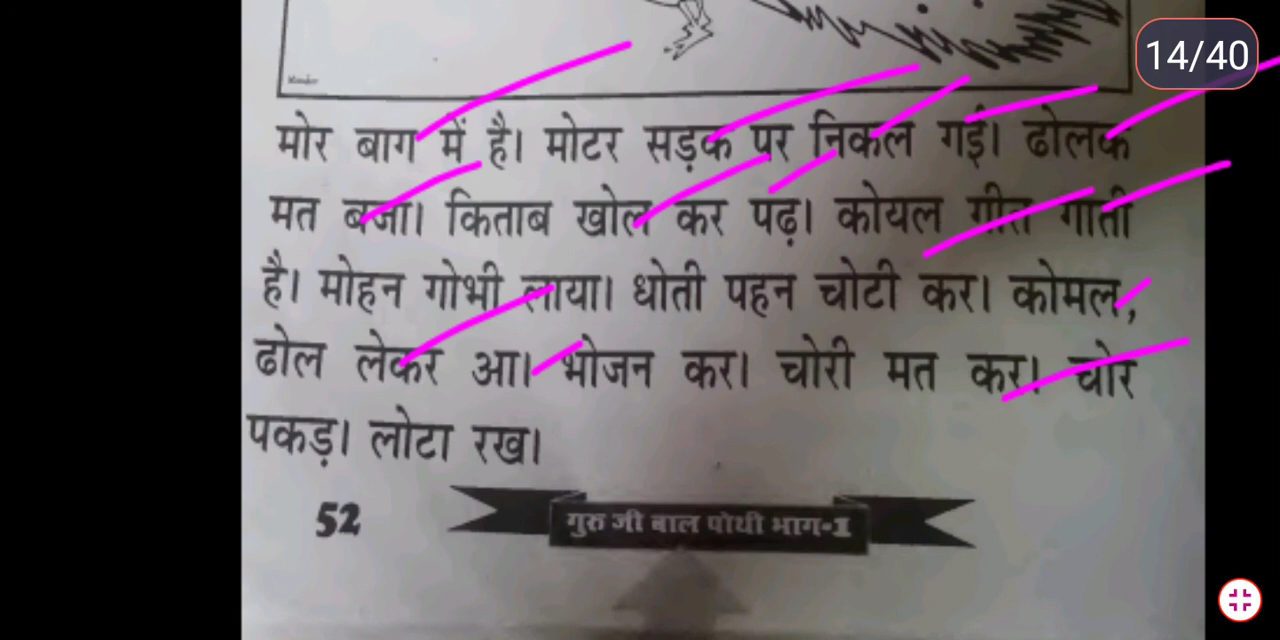 14/40
मोर बाग में है। मोटर सड़क पर निकल गई। ढोलक
मत बजा। किताब खोल कर पढ़। कोयल गीत गाती
है। मोहन गोभी लाया। धोती पहन चोटी कर। कोमल,
ढोल लेकर आ। भोजन कर। चोरी मत कर। चोर
पकड़। लोटा रख।
52
गुरु जी बाल पोथी भाग-1